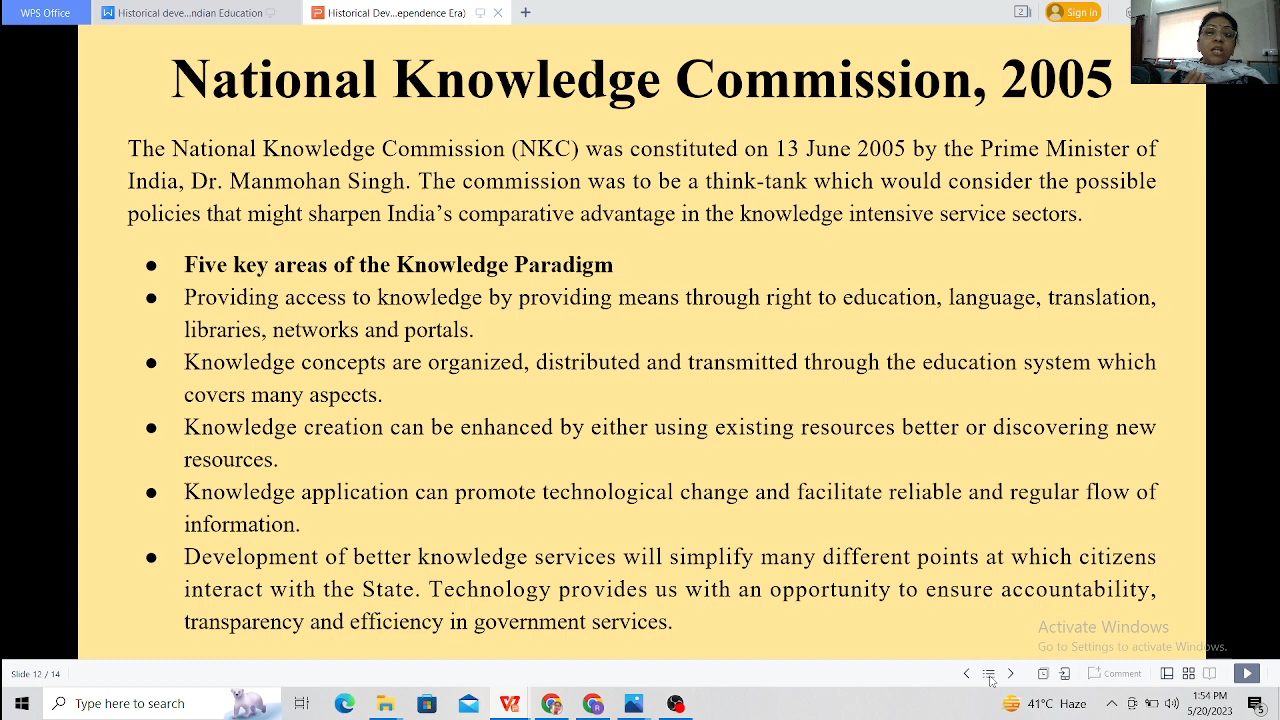 WPS Office
Historical deve...ndian Education
Historical Dev...ependence Era)
2
Sign in
National Knowledge Commission, 2005
The National Knowledge Commission (NKC) was constituted on 13 June 2005 by the Prime Minister of
India, Dr. Manmohan Singh. The commission was to be a think-tank which would consider the possible
policies that might sharpen India's comparative advantage in the knowledge intensive service sectors.
● Five key areas of the Knowledge Paradigm
● Providing access to knowledge by providing means through right to education, language, translation,
libraries, networks and portals.
● Knowledge concepts are organized, distributed and transmitted through the education system which
covers many aspects.
● Knowledge creation can be enhanced by either using existing resources better or discovering new
resources.
● Knowledge application can promote technological change and facilitate reliable and regular flow of
information.
● Development of better knowledge services will simplify many different points at which citizens
interact with the State. Technology provides us with an opportunity to ensure accountability,
transparency and efficiency in government services.
Activate Windows
Go to Settings to activate Windows.
Slide 12 / 14
Comment
Type here to search
41°C Haze
1:54 PM
5/20/2023
5